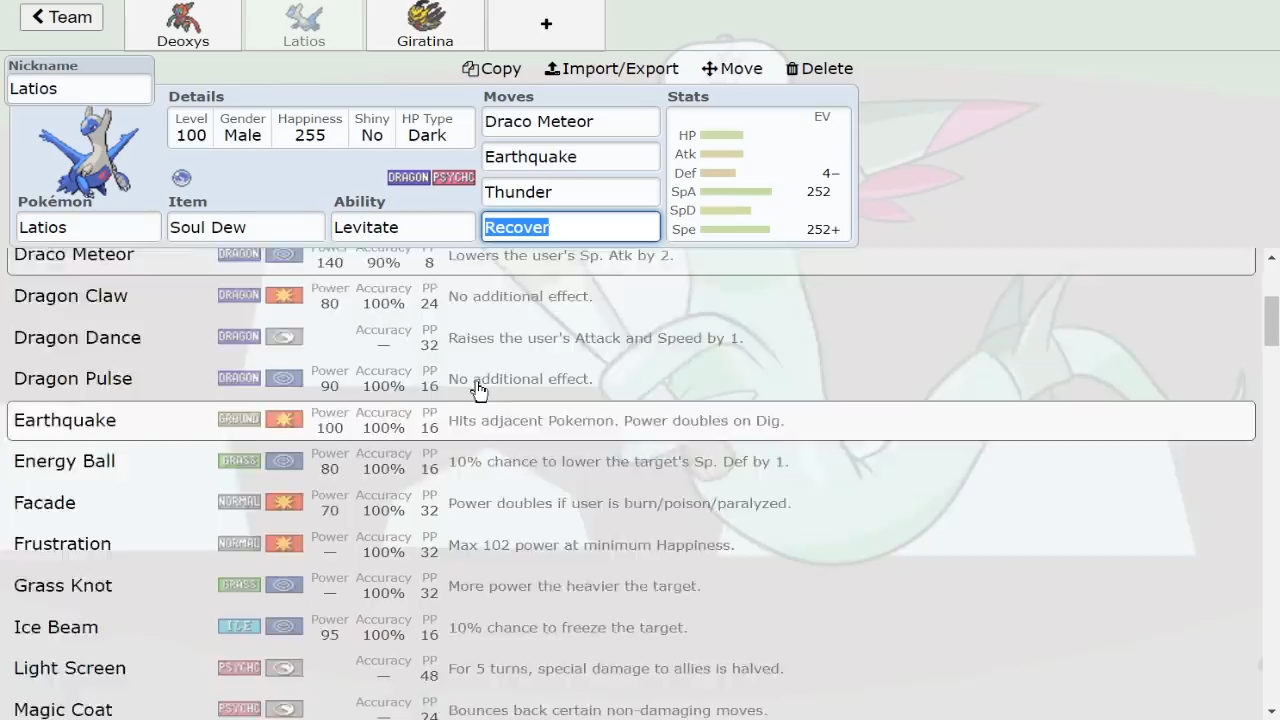 Team
Deoxys
Latios
Giratina
+
Nickname
Latios
Copy
Import/Export
Move
Delete
Details
Moves
Stats
Level
100
Gender
Male
Happiness
255
Shiny
No
HP Type
Dark
DRAGON PSYCHC
Pokémon
Latios
Item
Soul Dew
Ability
Levitate
Draco Meteor
Earthquake
Thunder
Recover
EV
HP
Atk
Def 4−
SpA 252
SpD
Spe 252+
Draco Meteor DRAGON Power 140 Accuracy 90% PP 8 Lowers the user's Sp. Atk by 2.
Dragon Claw DRAGON Power 80 Accuracy 100% PP 24 No additional effect.
Dragon Dance DRAGON Accuracy — PP 32 Raises the user's Attack and Speed by 1.
Dragon Pulse DRAGON Power 90 Accuracy 100% PP 16 No additional effect.
Earthquake GROUND Power 100 Accuracy 100% PP 16 Hits adjacent Pokemon. Power doubles on Dig.
Energy Ball GRASS Power 80 Accuracy 100% PP 16 10% chance to lower the target's Sp. Def by 1.
Facade NORMAL Power 70 Accuracy 100% PP 32 Power doubles if user is burn/poison/paralyzed.
Frustration NORMAL Power — Accuracy 100% PP 32 Max 102 power at minimum Happiness.
Grass Knot GRASS Power — Accuracy 100% PP 32 More power the heavier the target.
Ice Beam ICE Power 95 Accuracy 100% PP 16 10% chance to freeze the target.
Light Screen PSYCHC Accuracy — PP 48 For 5 turns, special damage to allies is halved.
Magic Coat PSYCHC Accuracy — PP 24 Bounces back certain non-damaging moves.